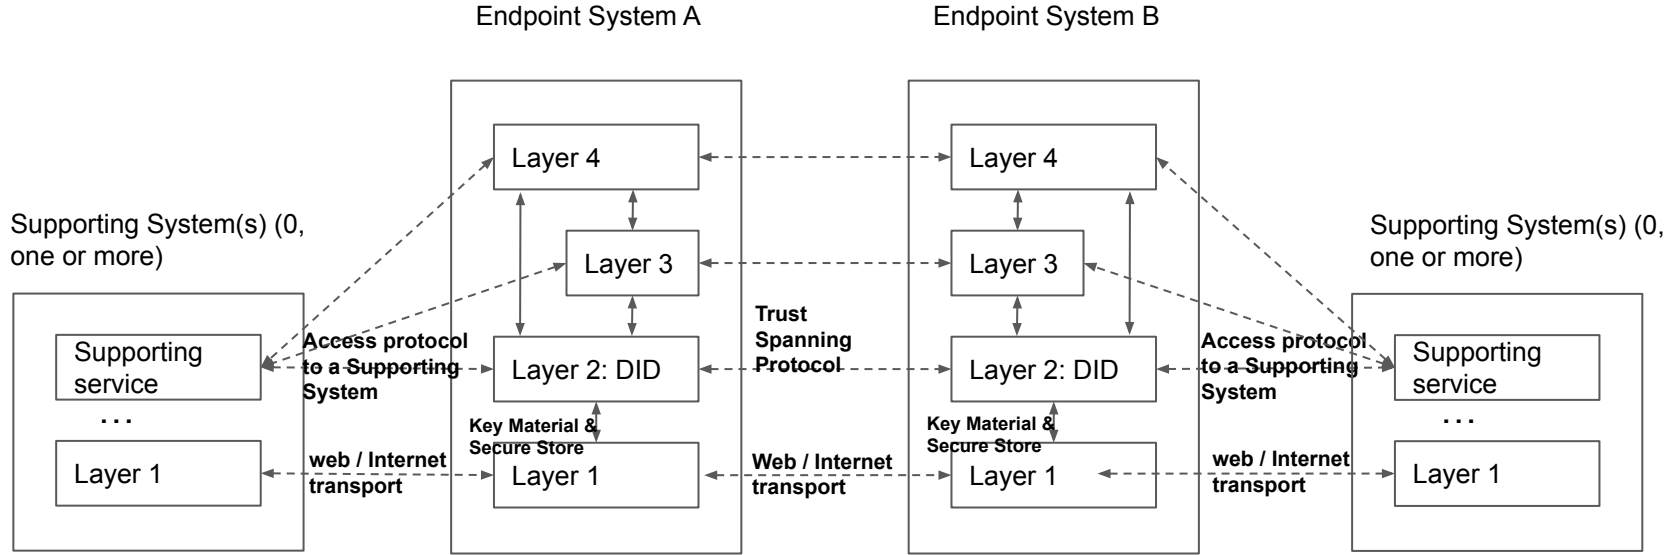 Endpoint System A
Endpoint System B
Layer 4
Layer 4
Supporting System(s) (0,
one or more)
Supporting System(s) (0,
one or more)
Layer 3
Layer 3
Trust
Spanning
Protocol
Access protocol
to a Supporting
System
Access protocol
to a Supporting
System
Supporting
service
Layer 2: DID
Layer 2: DID
Supporting
service
...
...
Key Material &
Secure Store
Key Material &
Secure Store
Layer 1
web / Internet
transport
Layer 1
Web / Internet
transport
Layer 1
web / Internet
transport
Layer 1